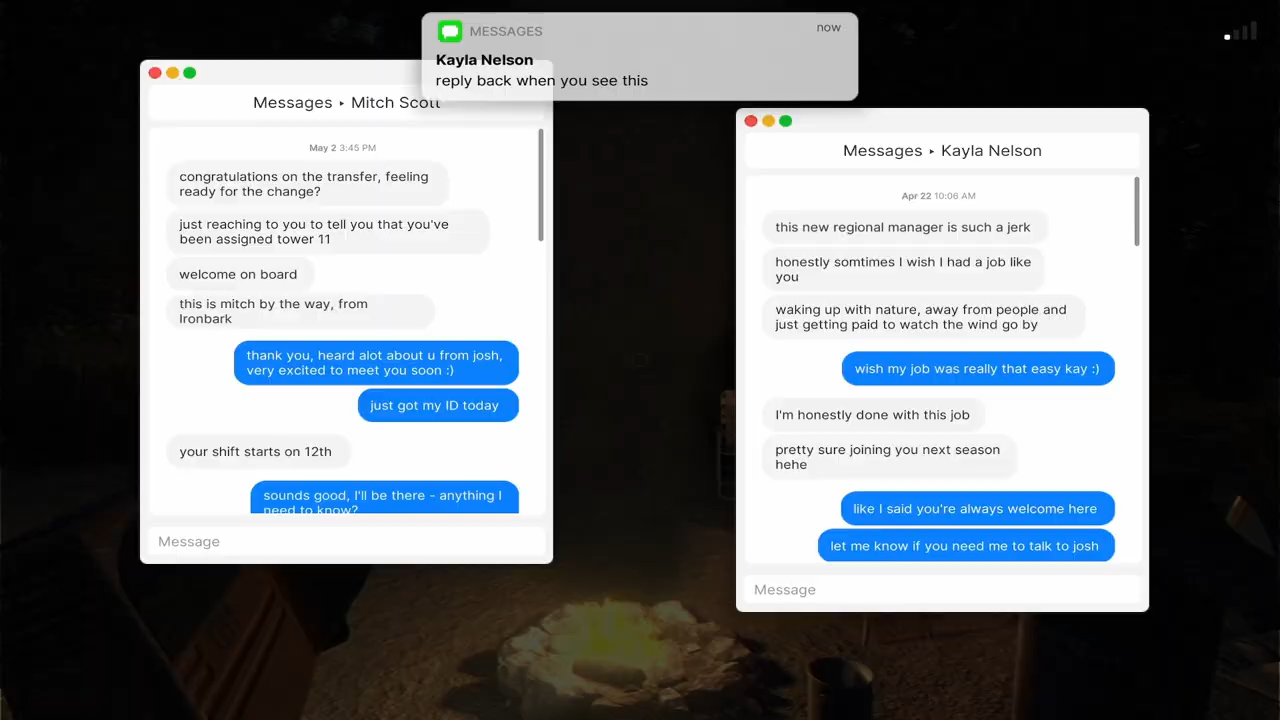 MESSAGES
now
Kayla Nelson
reply back when you see this
Messages ▸ Mitch Scott
May 2 3:45 PM
congratulations on the transfer, feeling
ready for the change?
just reaching to you to tell you that you've
been assigned tower 11
welcome on board
this is mitch by the way, from
Ironbark
thank you, heard alot about u from josh,
very excited to meet you soon :)
just got my ID today
your shift starts on 12th
sounds good, I'll be there - anything I
need to know?
Message
Messages ▸ Kayla Nelson
Apr 22 10:06 AM
this new regional manager is such a jerk
honestly somtimes I wish I had a job like
you
waking up with nature, away from people and
just getting paid to watch the wind go by
wish my job was really that easy kay :)
I'm honestly done with this job
pretty sure joining you next season
hehe
like I said you're always welcome here
let me know if you need me to talk to josh
Message